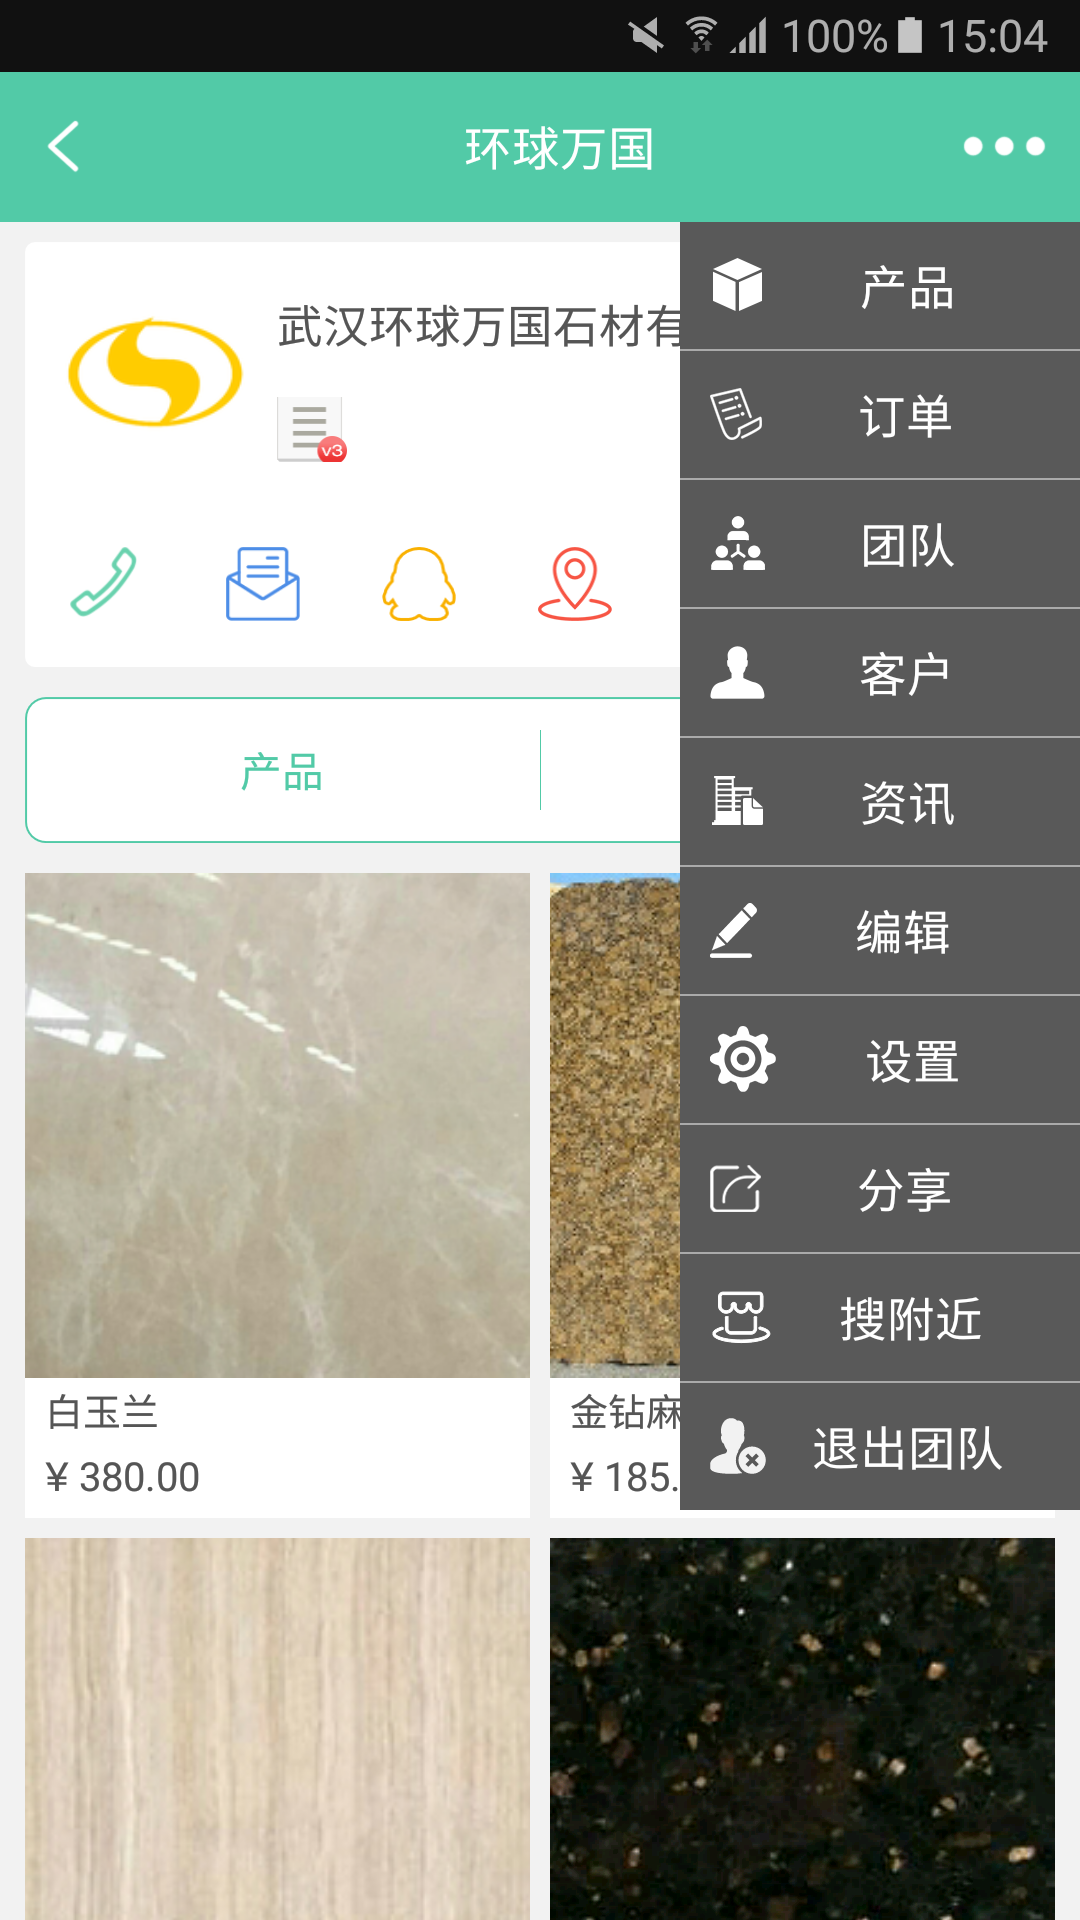 100% 15:04
环球万国
武汉环球万国石材有
v3
产品
订单
团队
客户
资讯
编辑
设置
分享
搜附近
退出团队
产品
白玉兰
¥ 380.00
金钻麻
¥ 185.